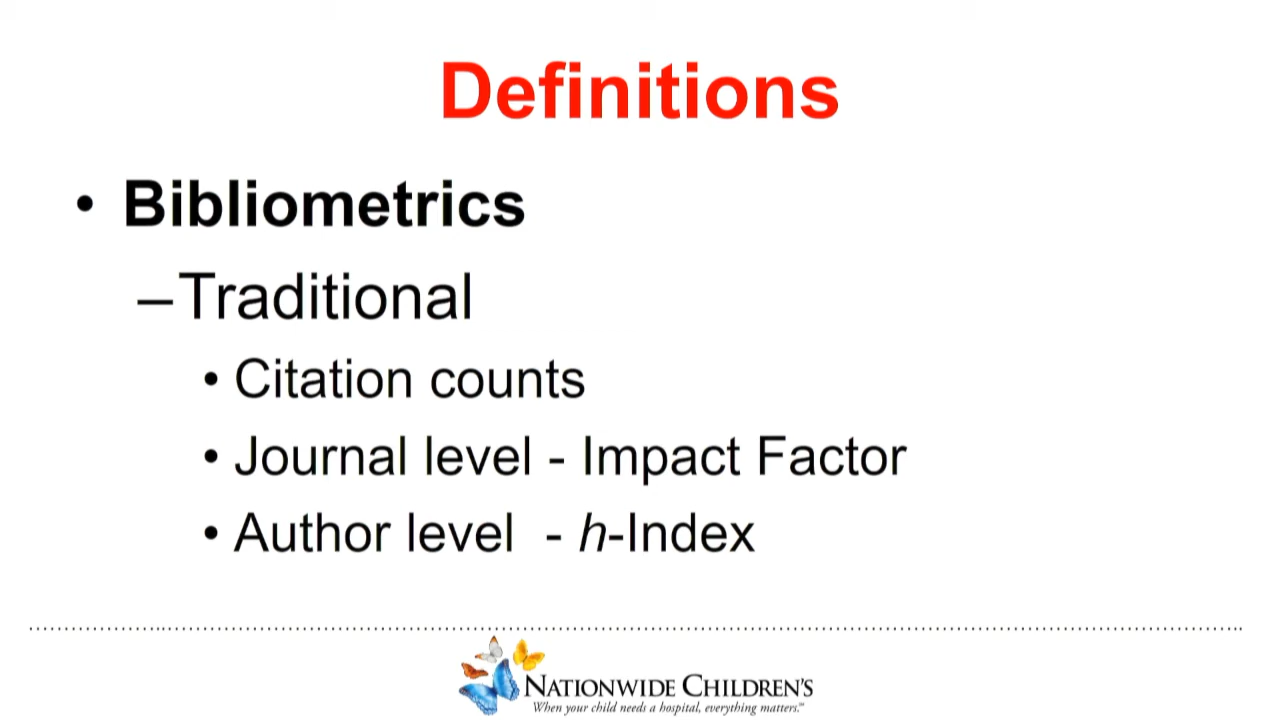 Definitions
• Bibliometrics
–Traditional
• Citation counts
• Journal level - Impact Factor
• Author level - h-Index
NATIONWIDE CHILDREN'S
When your child needs a hospital, everything matters.℠